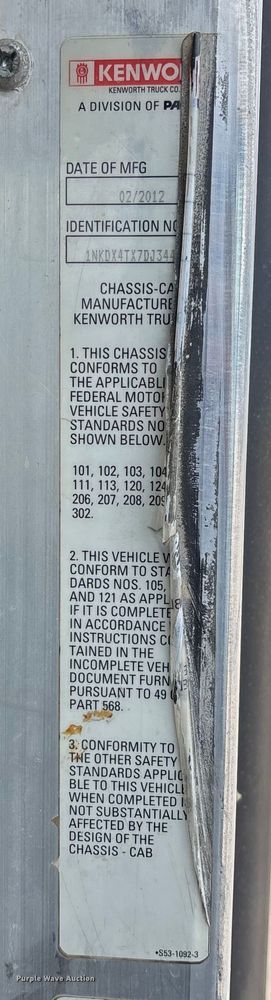 KENWO
KENWORTH TRUCK CO.
A DIVISION OF PA
DATE OF MFG
02/2012
IDENTIFICATION NO
1NKDX4TX7DJ344
CHASSIS-CA
MANUFACTURE
KENWORTH TRU
1. THIS CHASSIS
CONFORMS TO
THE APPLICABL
FEDERAL MOTOR
VEHICLE SAFETY
STANDARDS NO
SHOWN BELOW.
101, 102, 103, 104
111, 113, 120, 124
206, 207, 208, 209
302.
2. THIS VEHICLE W
CONFORM TO STA
DARDS NOS. 105,
AND 121 AS APPL
IF IT IS COMPLETE
IN ACCORDANCE
INSTRUCTIONS CO
TAINED IN THE
INCOMPLETE VEH
DOCUMENT FURN
PURSUANT TO 49
PART 568.
3. CONFORMITY TO
THE OTHER SAFETY
STANDARDS APPLIC
BLE TO THIS VEHICLE
WHEN COMPLETED
NOT SUBSTANTIALLY
AFFECTED BY THE
DESIGN OF THE
CHASSIS - CAB
•S53-1092-3
Purple Wave Auction